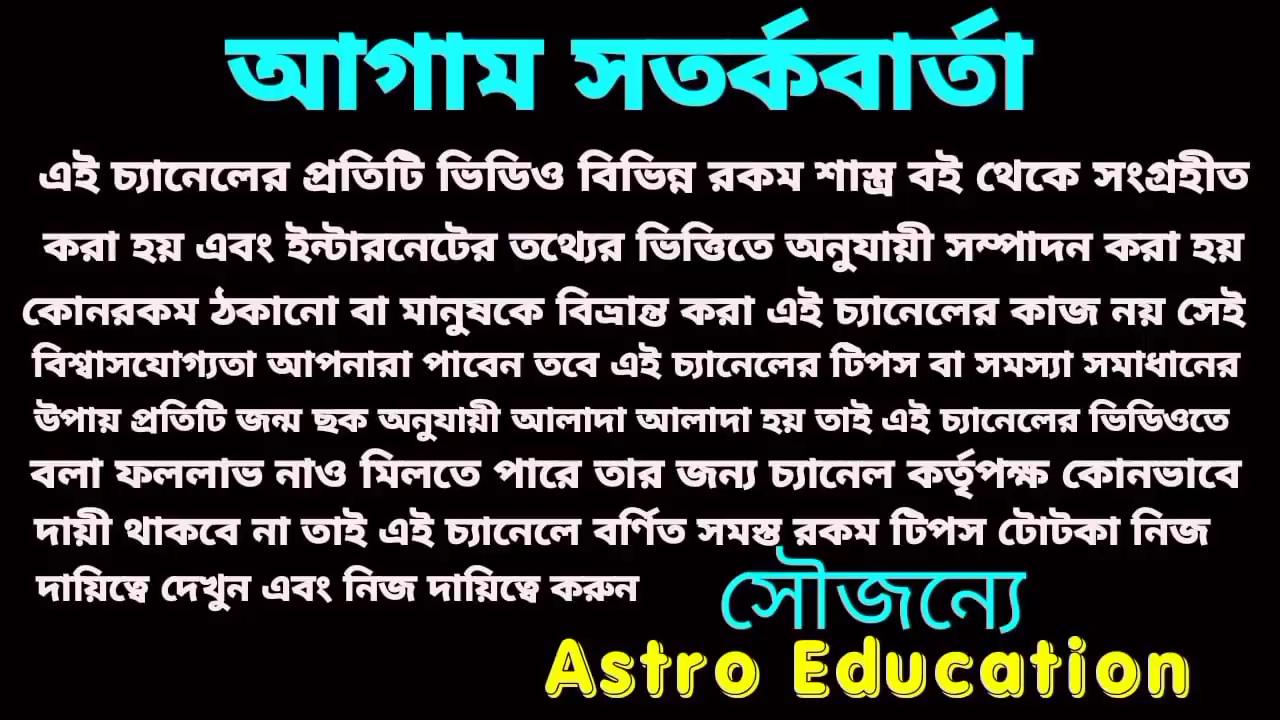 আগাম সতর্কবার্তা
এই চ্যানেলের প্রতিটি ভিডিও বিভিন্ন রকম শাস্ত্র বই থেকে সংগ্রহীত
করা হয় এবং ইন্টারনেটের তথ্যের ভিত্তিতে অনুযায়ী সম্পাদন করা হয়
কোনরকম ঠকানো বা মানুষকে বিভ্রান্ত করা এই চ্যানেলের কাজ নয় সেই
বিশ্বাসযোগ্যতা আপনারা পাবেন তবে এই চ্যানেলের টিপস বা সমস্যা সমাধানের
উপায় প্রতিটি জন্ম ছক অনুযায়ী আলাদা আলাদা হয় তাই এই চ্যানেলের ভিডিওতে
বলা ফললাভ নাও মিলতে পারে তার জন্য চ্যানেল কর্তৃপক্ষ কোনভাবে
দায়ী থাকবে না তাই এই চ্যানেলে বর্ণিত সমস্ত রকম টিপস টোটকা নিজ
দায়িত্বে দেখুন এবং নিজ দায়িত্বে করুন
সৌজন্যে
Astro Education